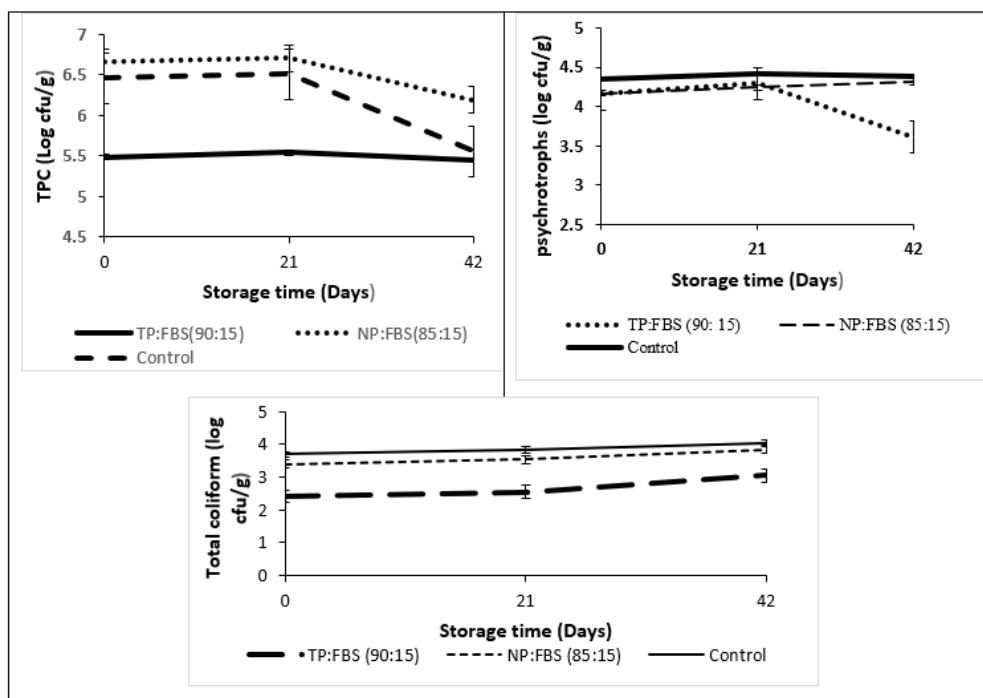 TPC (Log cfu/g)
7
6.5
6
5.5
5
4.5
0
21
42
Storage time (Days)
TP:FBS(90:15)
NP:FBS(85:15)
Control
psychrotrophs (log cfu/g)
5
4.5
4
3.5
3
2.5
0
21
42
Storage time (Days)
TP:FBS (90: 15)
NP:FBS (85:15)
Control
Total coliform (log
cfu/g)
5
4
3
2
1
0
0
21
42
Storage time (Days)
TP:FBS (90:15)
NP:FBS (85:15)
Control